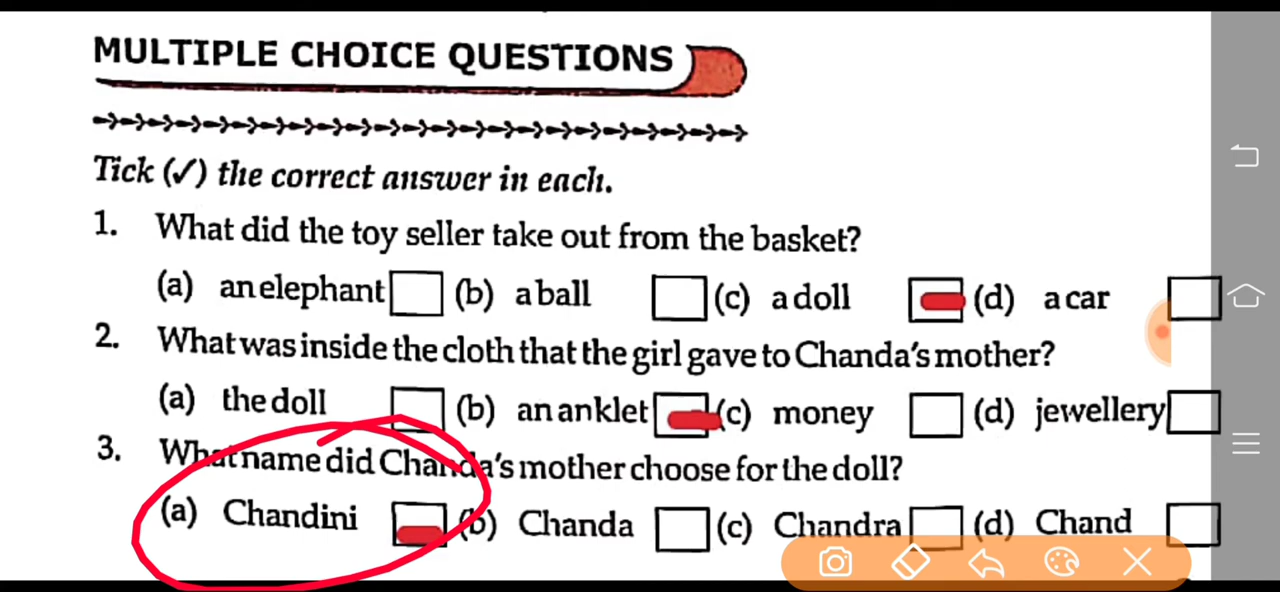 MULTIPLE CHOICE QUESTIONS
Tick (✓) the correct answer in each.
1. What did the toy seller take out from the basket?
(a) an elephant (b) a ball (c) a doll (d) a car
2. What was inside the cloth that the girl gave to Chanda's mother?
(a) the doll (b) an anklet (c) money (d) jewellery
3. What name did Chanda's mother choose for the doll?
(a) Chandini (b) Chanda (c) Chandra (d) Chand